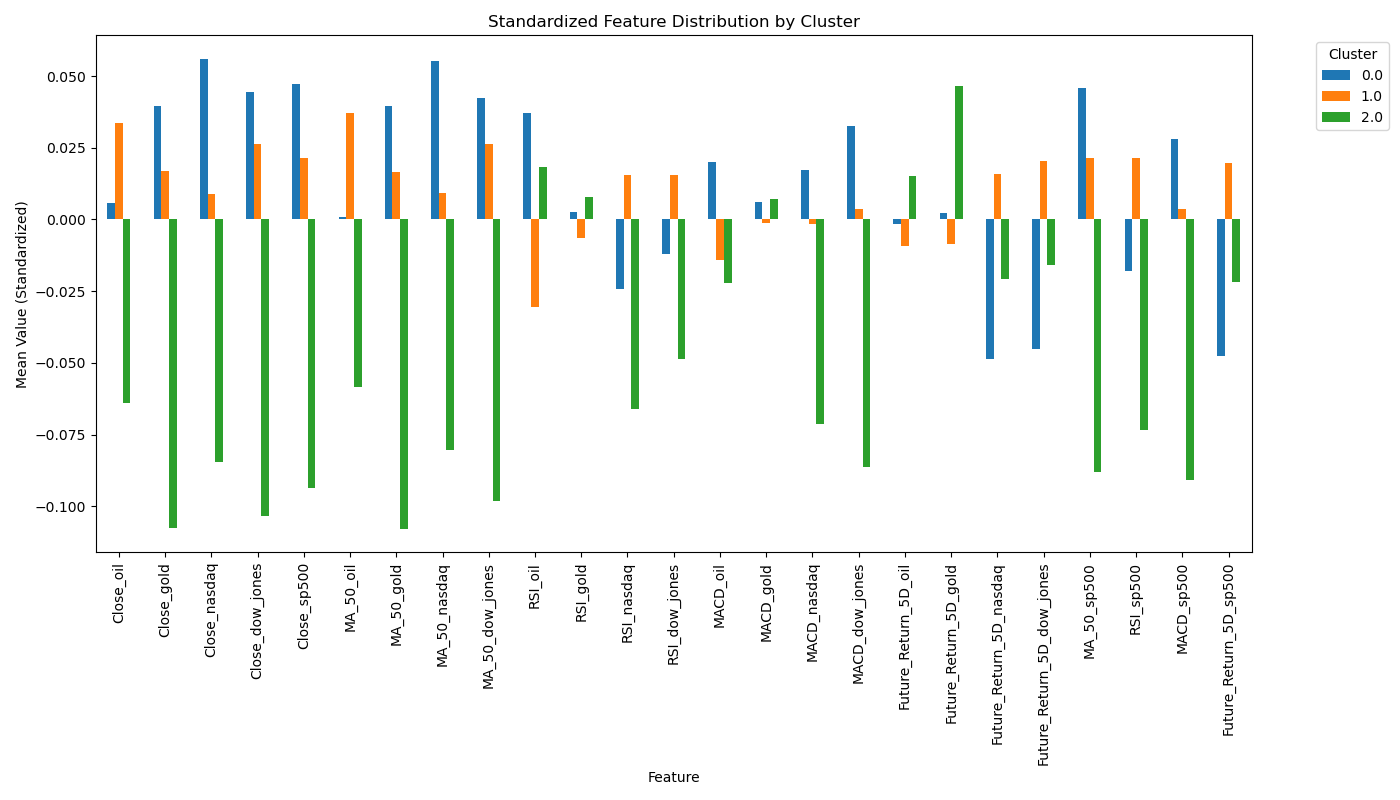 Standardized Feature Distribution by Cluster
Cluster
0.0
1.0
2.0
Mean Value (Standardized)
0.050
0.025
0.000
−0.025
−0.050
−0.075
−0.100
Close_oil
Close_gold
Close_nasdaq
Close_dow_jones
Close_sp500
MA_50_oil
MA_50_gold
MA_50_nasdaq
MA_50_dow_jones
RSI_oil
RSI_gold
RSI_nasdaq
RSI_dow_jones
MACD_oil
MACD_gold
MACD_nasdaq
MACD_dow_jones
Future_Return_5D_oil
Future_Return_5D_gold
Future_Return_5D_nasdaq
Future_Return_5D_dow_jones
MA_50_sp500
RSI_sp500
MACD_sp500
Future_Return_5D_sp500
Feature